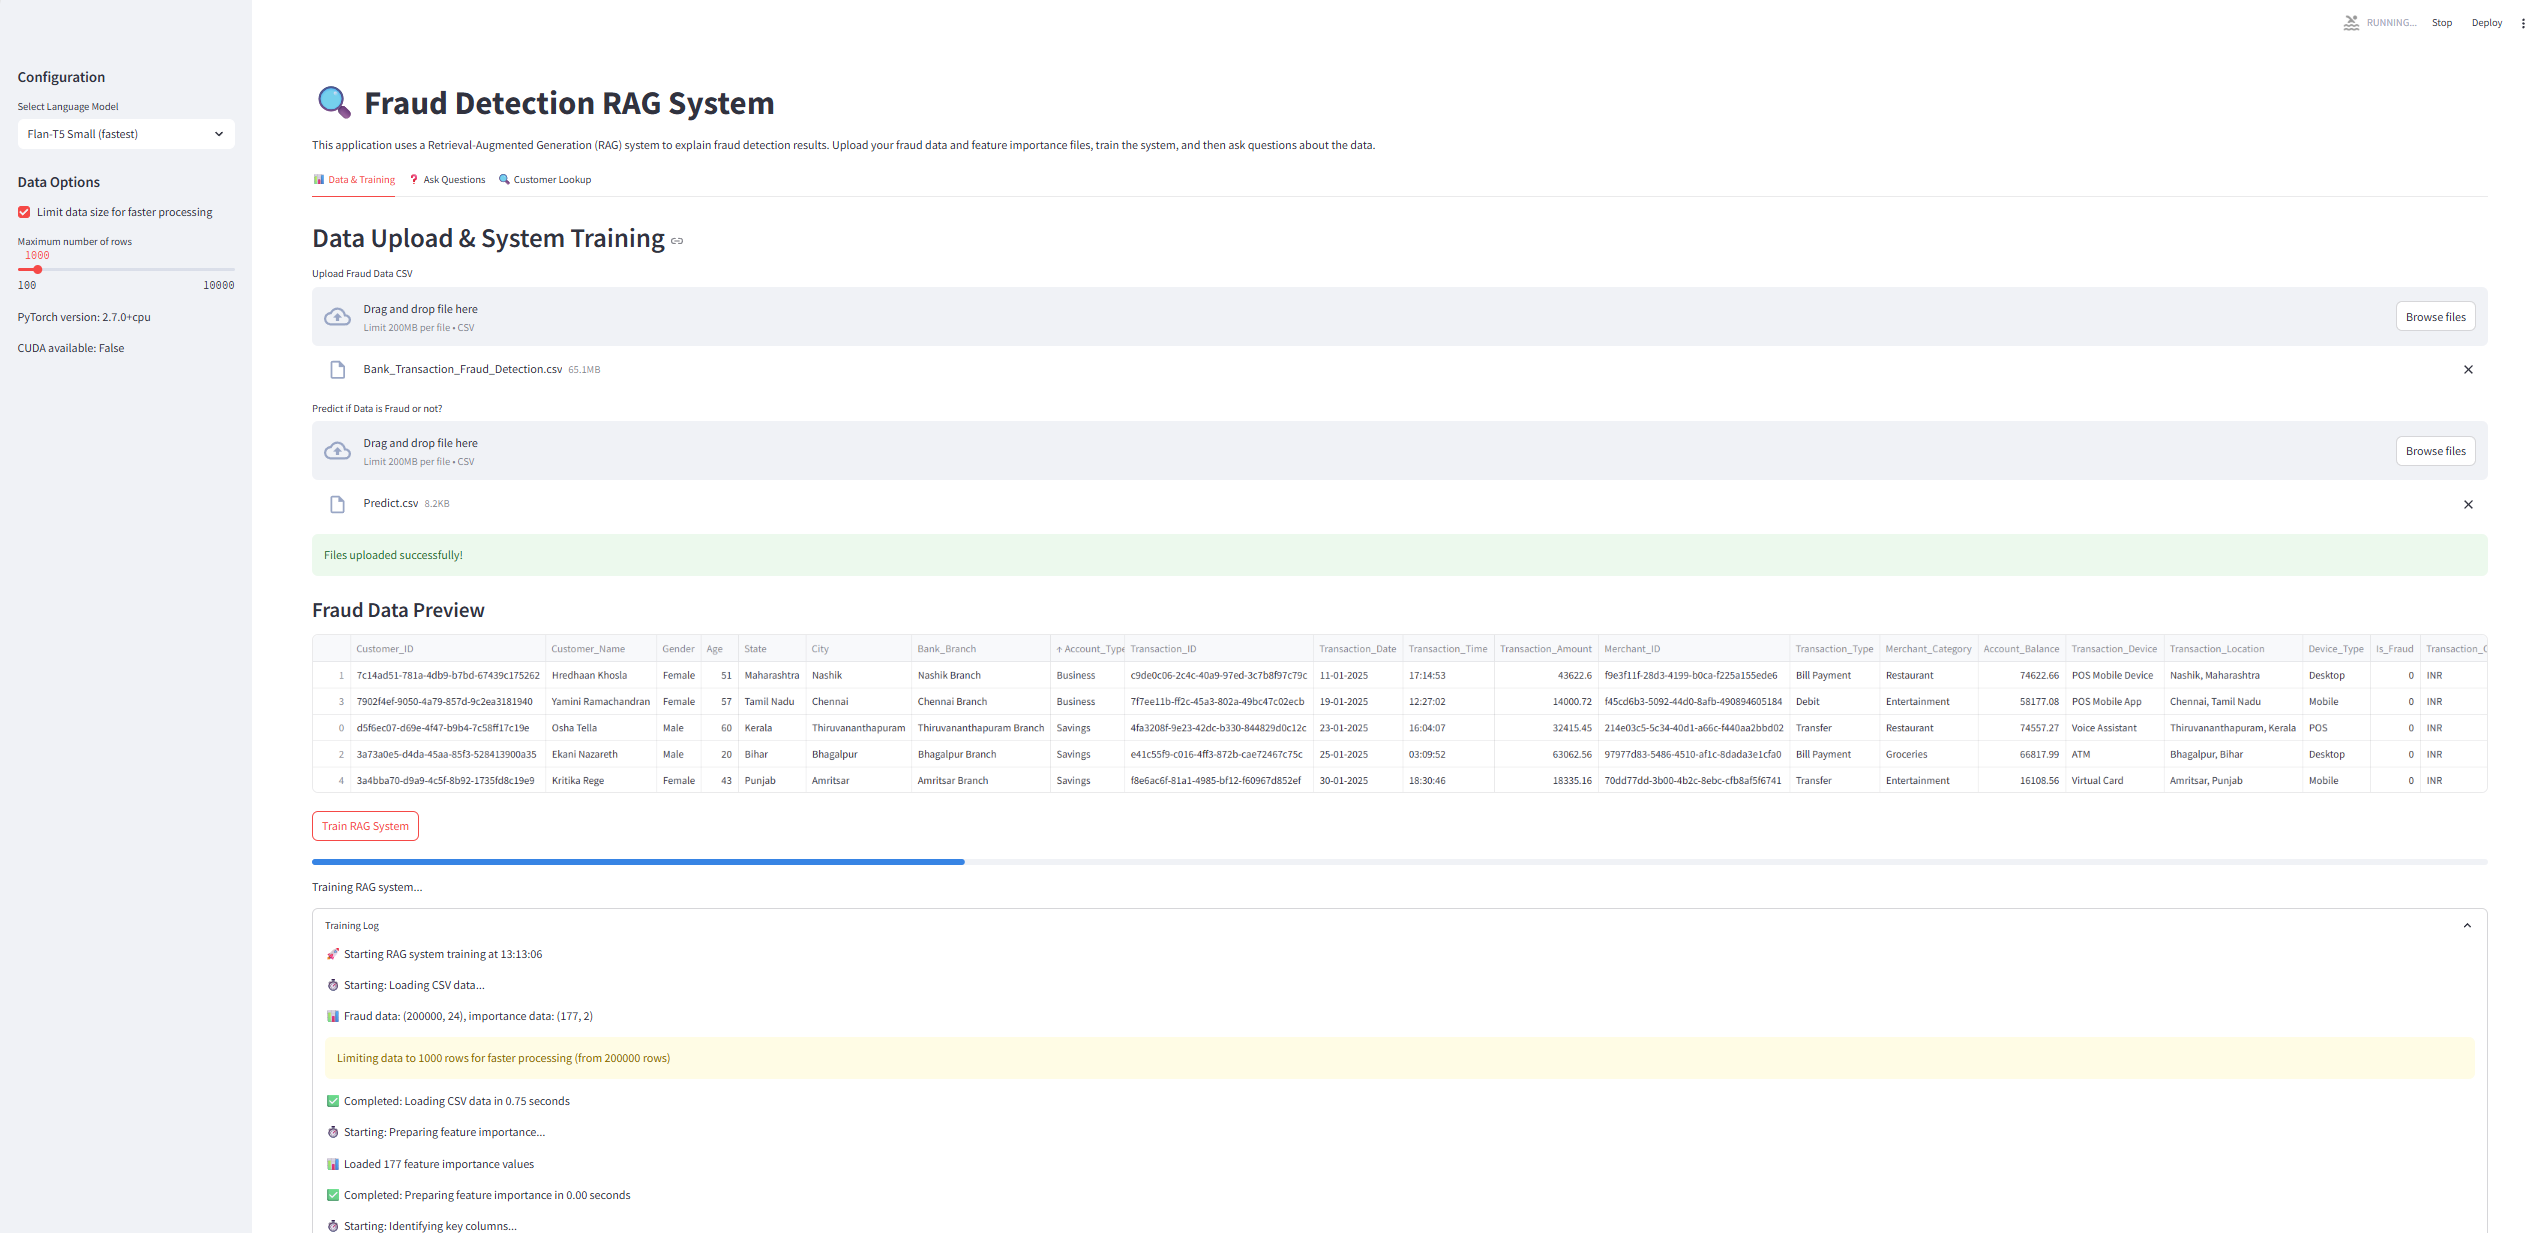 RUNNING...
Stop
Deploy
Configuration
Select Language Model
Flan-T5 Small (fastest)
Data Options
Limit data size for faster processing
Maximum number of rows
1000
100 10000
PyTorch version: 2.7.0+cpu
CUDA available: False
Fraud Detection RAG System
This application uses a Retrieval-Augmented Generation (RAG) system to explain fraud detection results. Upload your fraud data and feature importance files, train the system, and then ask questions about the data.
Data & Training ❓ Ask Questions Customer Lookup
Data Upload & System Training
Upload Fraud Data CSV
Drag and drop file here
Limit 200MB per file • CSV
Browse files
Bank_Transaction_Fraud_Detection.csv 65.1MB
Predict if Data is Fraud or not?
Drag and drop file here
Limit 200MB per file • CSV
Browse files
Predict.csv 8.2KB
Files uploaded successfully!
Fraud Data Preview
Customer_ID Customer_Name Gender Age State City Bank_Branch ↑ Account_Type Transaction_ID Transaction_Date Transaction_Time Transaction_Amount Merchant_ID Transaction_Type Merchant_Category Account_Balance Transaction_Device Transaction_Location Device_Type Is_Fraud Transaction_C
1 7c14ad51-781a-4db9-b7bd-67439c175262 Hredhaan Khosla Female 51 Maharashtra Nashik Nashik Branch Business c9de0c06-2c4c-40a9-97ed-3c7b8f97c79c 11-01-2025 17:14:53 43622.6 f9e3f11f-28d3-4199-b0ca-f225a155ede6 Bill Payment Restaurant 74622.66 POS Mobile Device Nashik, Maharashtra Desktop 0 INR
3 7902f4ef-9050-4a79-857d-9c2ea3181940 Yamini Ramachandran Female 57 Tamil Nadu Chennai Chennai Branch Business 7f7ee11b-ff2c-45a3-802a-49bc47c02ecb 19-01-2025 12:27:02 14000.72 f45cd6b3-5092-44d0-8afb-490894605184 Debit Entertainment 58177.08 POS Mobile App Chennai, Tamil Nadu Mobile 0 INR
0 d5f6ec07-d69e-4f47-b9b4-7c58ff17c19e Osha Tella Male 60 Kerala Thiruvananthapuram Thiruvananthapuram Branch Savings 4fa3208f-9e23-42dc-b330-844829d0c12c 23-01-2025 16:04:07 32415.45 214e03c5-5c34-40d1-a66c-f440aa2bbd02 Transfer Restaurant 74557.27 Voice Assistant Thiruvananthapuram, Kerala POS 0 INR
2 3a73a0e5-d4da-45aa-85f3-528413900a35 Ekani Nazareth Male 20 Bihar Bhagalpur Bhagalpur Branch Savings e41c55f9-c016-4ff3-872b-cae72467c75c 25-01-2025 03:09:52 63062.56 97977d83-5486-4510-af1c-8dada3e1cfa0 Bill Payment Groceries 66817.99 ATM Bhagalpur, Bihar Desktop 0 INR
4 3a4bba70-d9a9-4c5f-8b92-1735fd8c19e9 Kritika Rege Female 43 Punjab Amritsar Amritsar Branch Savings f8e6ac6f-81a1-4985-bf12-f60967d852ef 30-01-2025 18:30:46 18335.16 70dd77dd-3b00-4b2c-8ebc-cfb8af5f6741 Transfer Entertainment 16108.56 Virtual Card Amritsar, Punjab Mobile 0 INR
Train RAG System
Training RAG system...
Training Log
Starting RAG system training at 13:13:06
Starting: Loading CSV data...
Fraud data: (200000, 24), importance data: (177, 2)
Limiting data to 1000 rows for faster processing (from 200000 rows)
Completed: Loading CSV data in 0.75 seconds
Starting: Preparing feature importance...
Loaded 177 feature importance values
Completed: Preparing feature importance in 0.00 seconds
Starting: Identifying key columns...